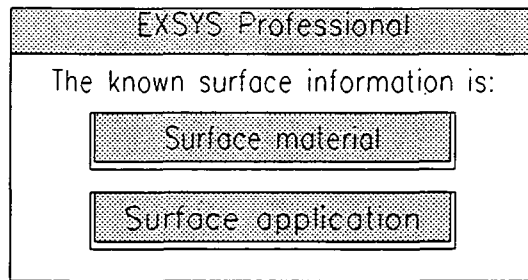 EXSYS Professional
The known surface information is:
Surface material
Surface application